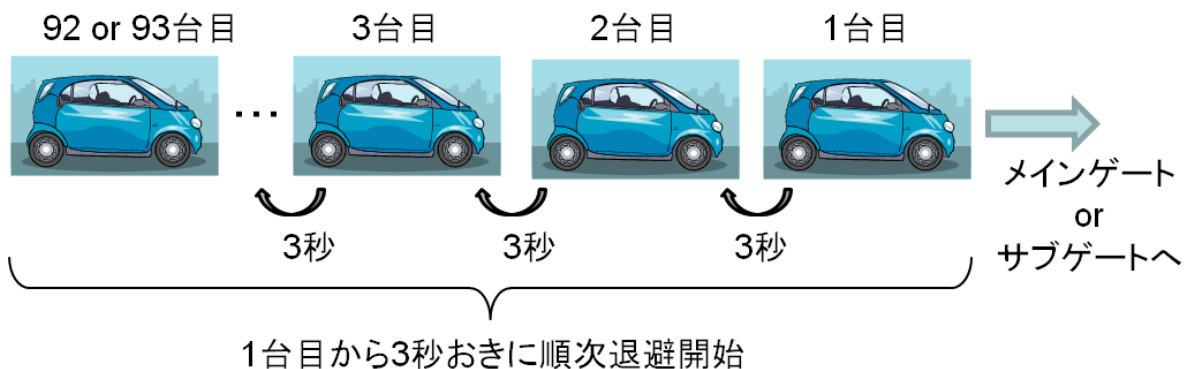 92 or 93台目
3台目
2台目
1台目
…
3秒
3秒
3秒
メインゲート
or
サブゲートへ
1台目から3秒おきに順次退避開始